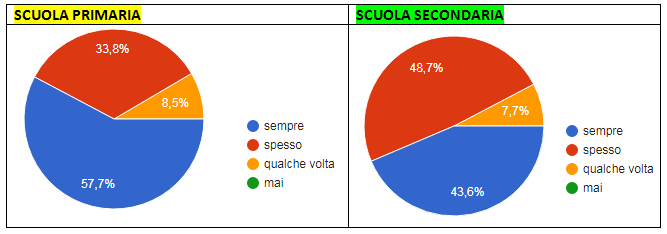 SCUOLA PRIMARIA
33,8%
8,5%
57,7%
sempre
spesso
qualche volta
mai
SCUOLA SECONDARIA
48,7%
7,7%
43,6%
sempre
spesso
qualche volta
mai